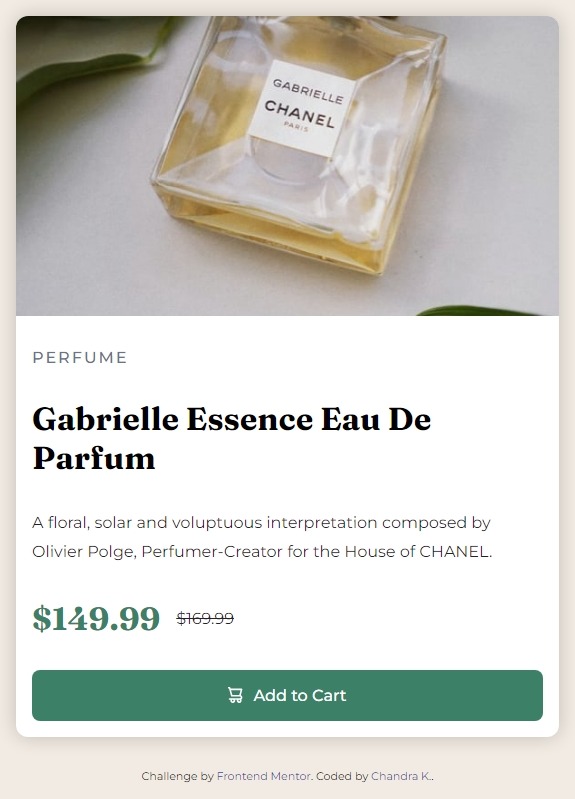 GABRIELLE
CHANEL
PARIS
PERFUME
Gabrielle Essence Eau De
Parfum
A floral, solar and voluptuous interpretation composed by
Olivier Polge, Perfumer-Creator for the House of CHANEL.
$149.99 $169.99
Add to Cart
Challenge by Frontend Mentor. Coded by Chandra K..